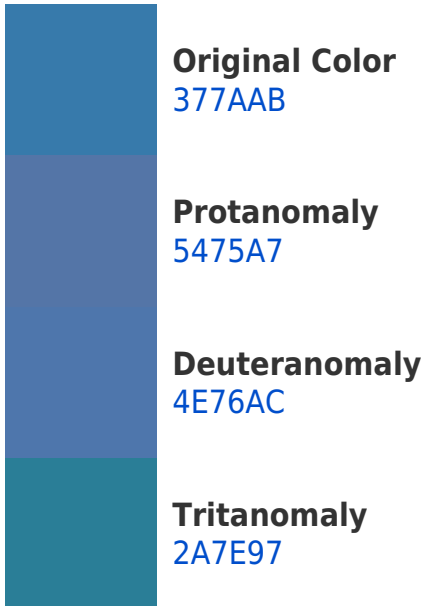 Original Color
377AAB
Protanomaly
5475A7
Deuteranomaly
4E76AC
Tritanomaly
2A7E97